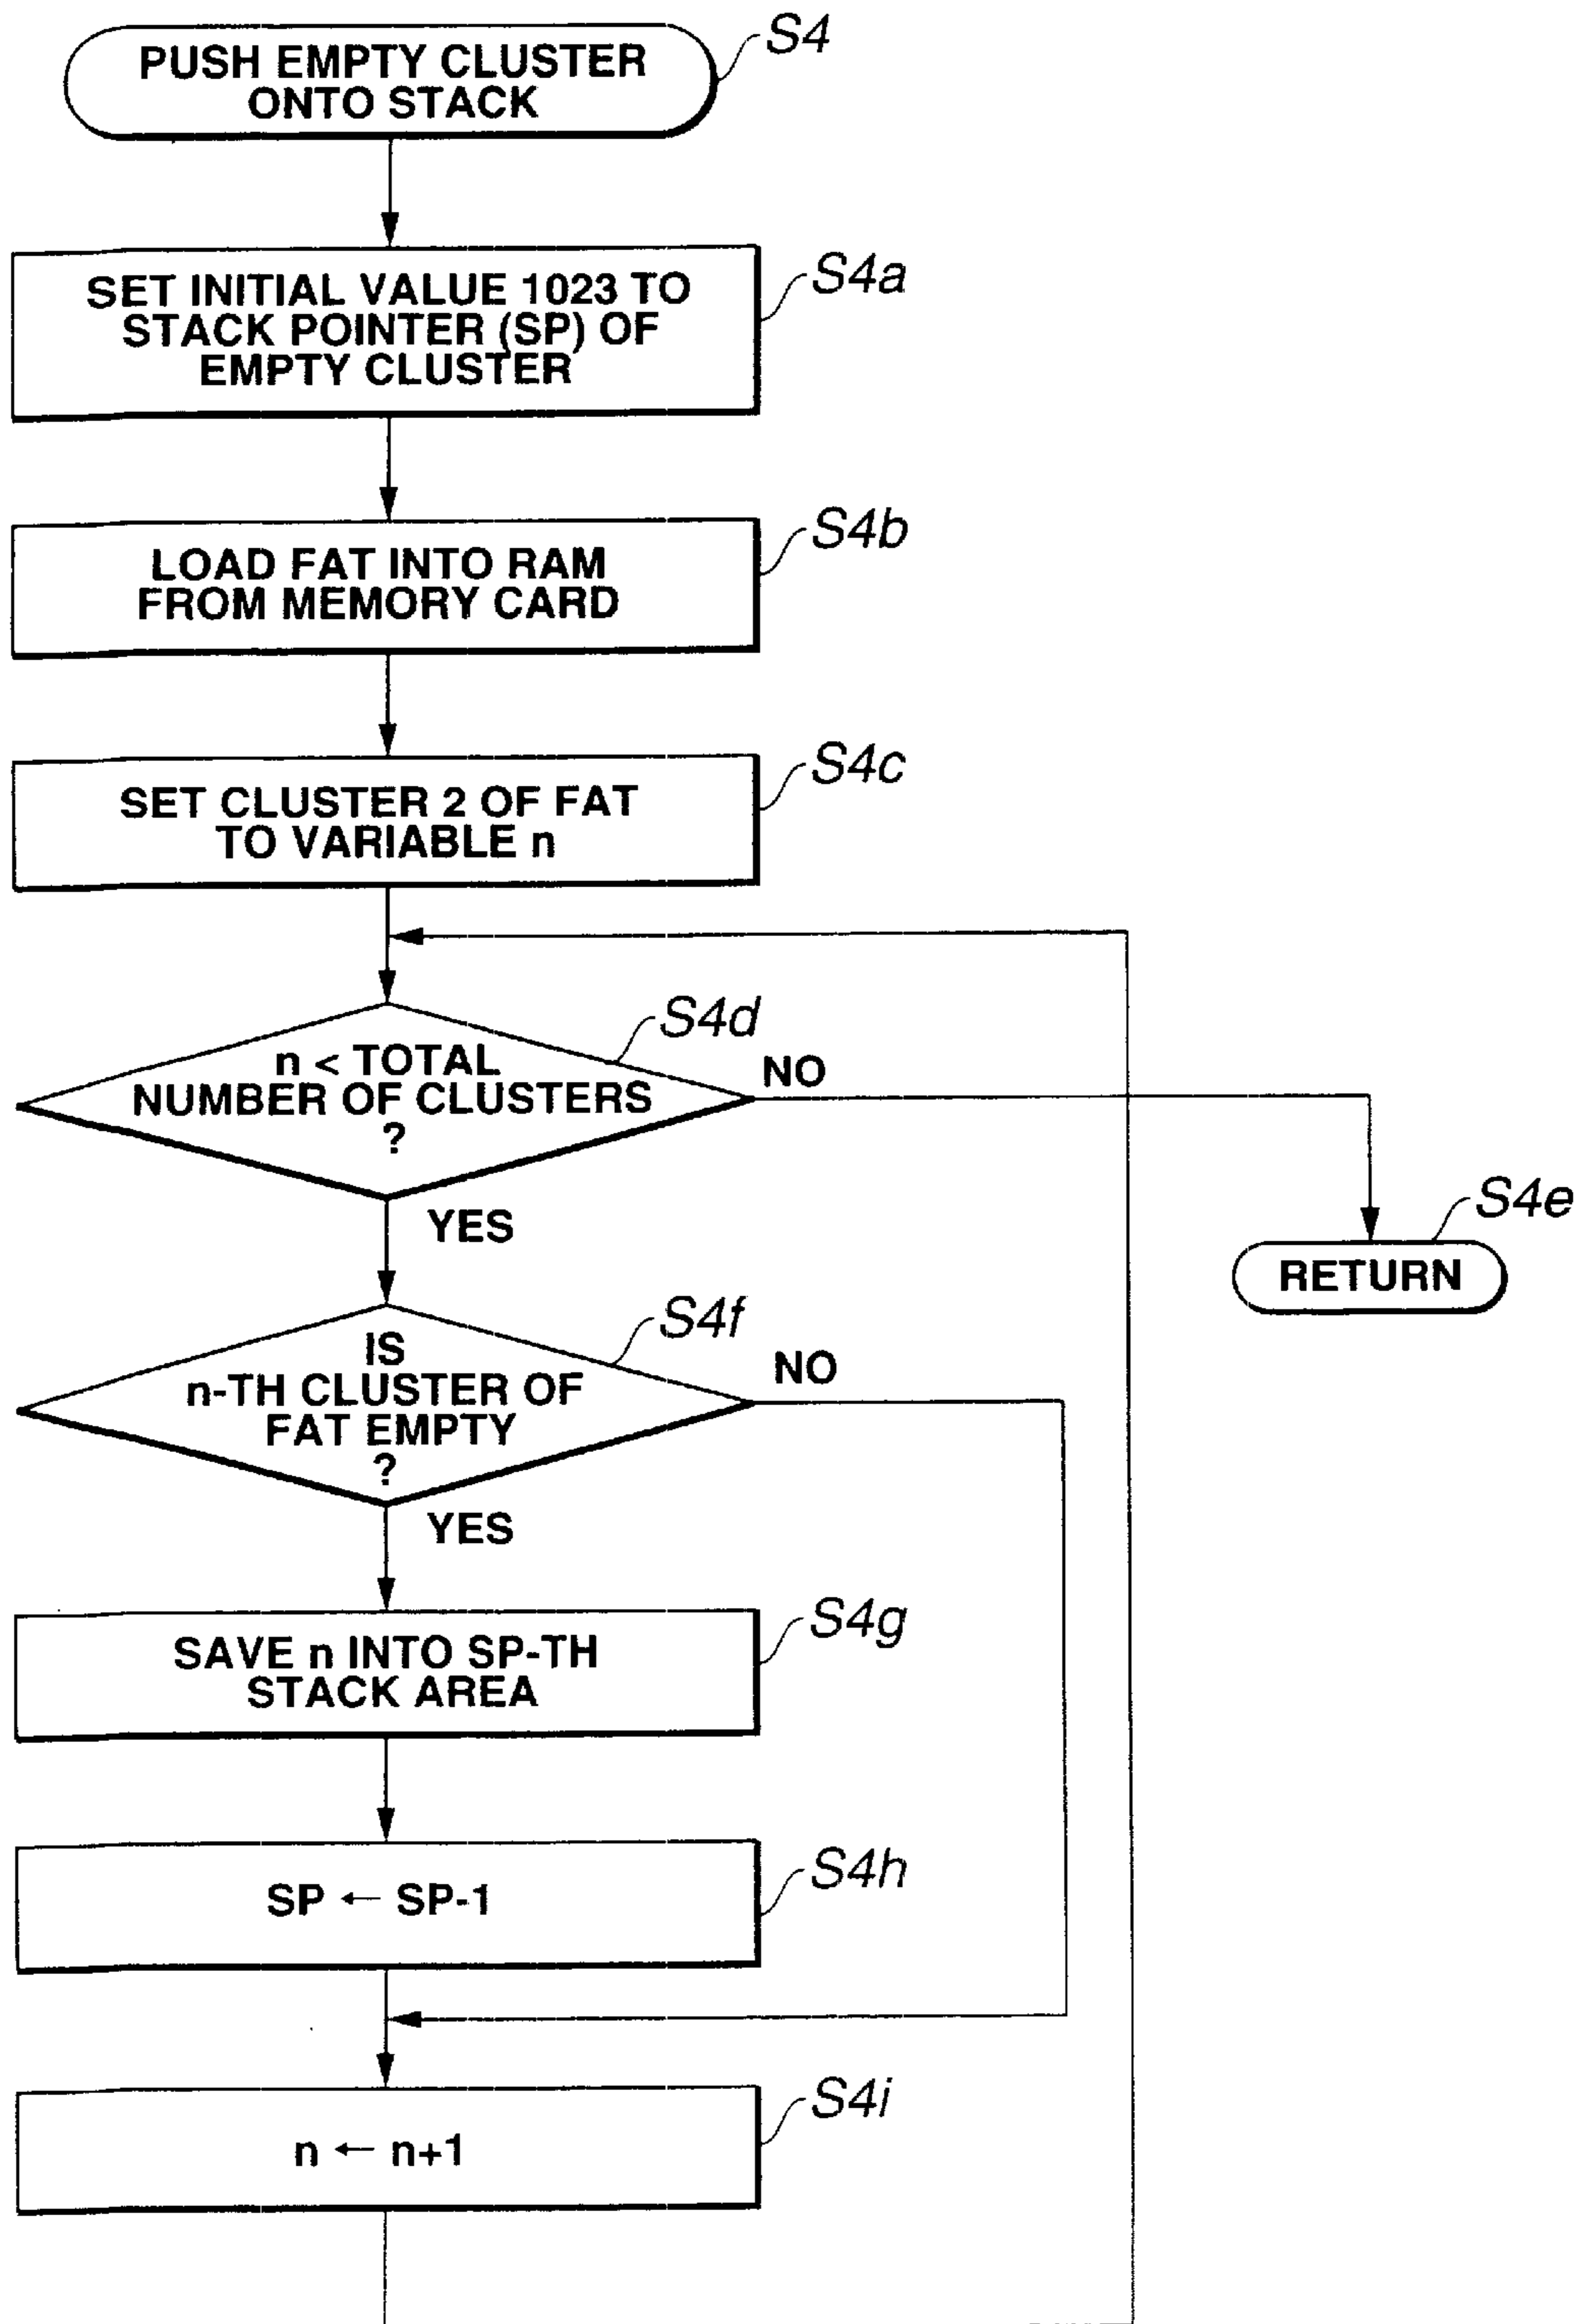 S4
PUSH EMPTY CLUSTER
ONTO STACK
S4a
SET INITIAL VALUE 1023 TO
STACK POINTER (SP) OF
EMPTY CLUSTER
S4b
LOAD FAT INTO RAM
FROM MEMORY CARD
S4c
SET CLUSTER 2 OF FAT
TO VARIABLE n
S4d
n < TOTAL
NUMBER OF CLUSTERS
?
NO
YES
S4e
RETURN
S4f
IS
n-TH CLUSTER OF
FAT EMPTY
?
NO
YES
S4g
SAVE n INTO SP-TH
STACK AREA
S4h
SP ← SP-1
S4i
n ← n+1